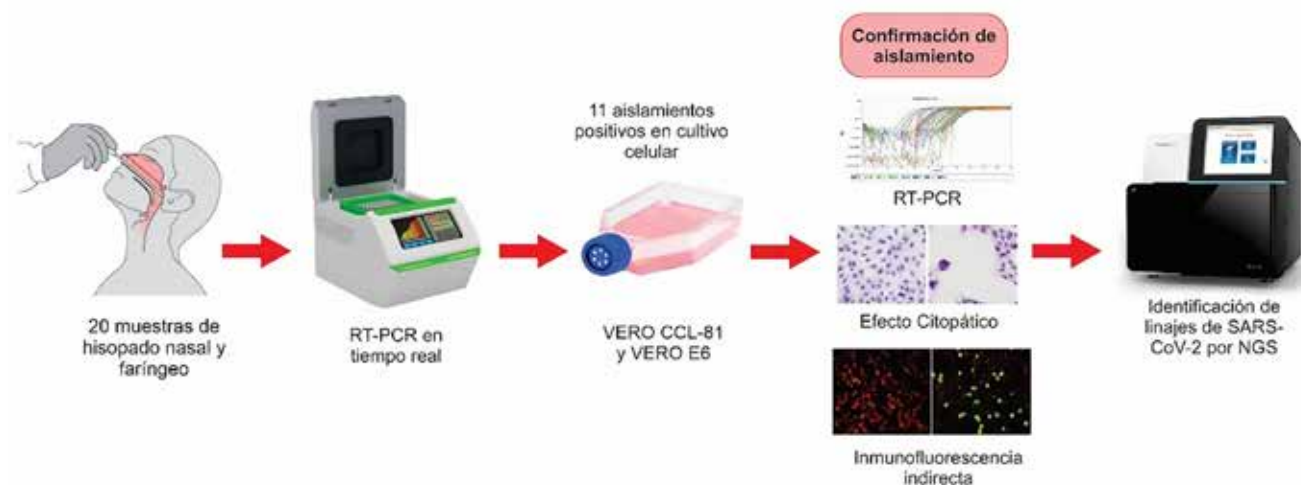 20 muestras de
hisopado nasal y
faríngeo
RT-PCR en
tiempo real
11 aislamientos
positivos en cultivo
celular
VERO CCL-81
y VERO E6
Confirmación de
aislamiento
RT-PCR
Efecto Citopático
Inmunofluorescencia
indirecta
Identificación de
linajes de SARS-
CoV-2 por NGS